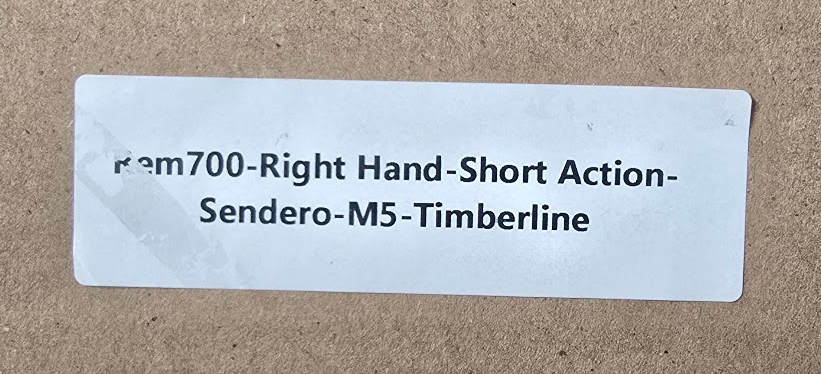 Rem700-Right Hand-Short Action-
Sendero-M5-Timberline